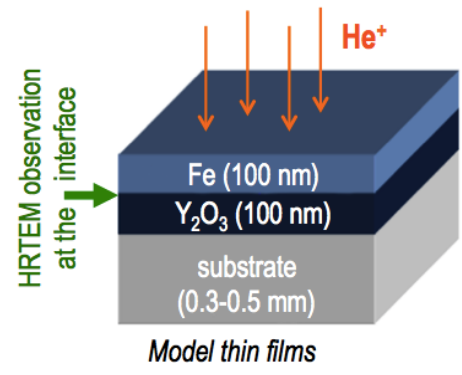 He⁺
HRTEM observation
at the interface
Fe (100 nm)
Y₂O₃ (100 nm)
substrate
(0.3-0.5 mm)
Model thin films